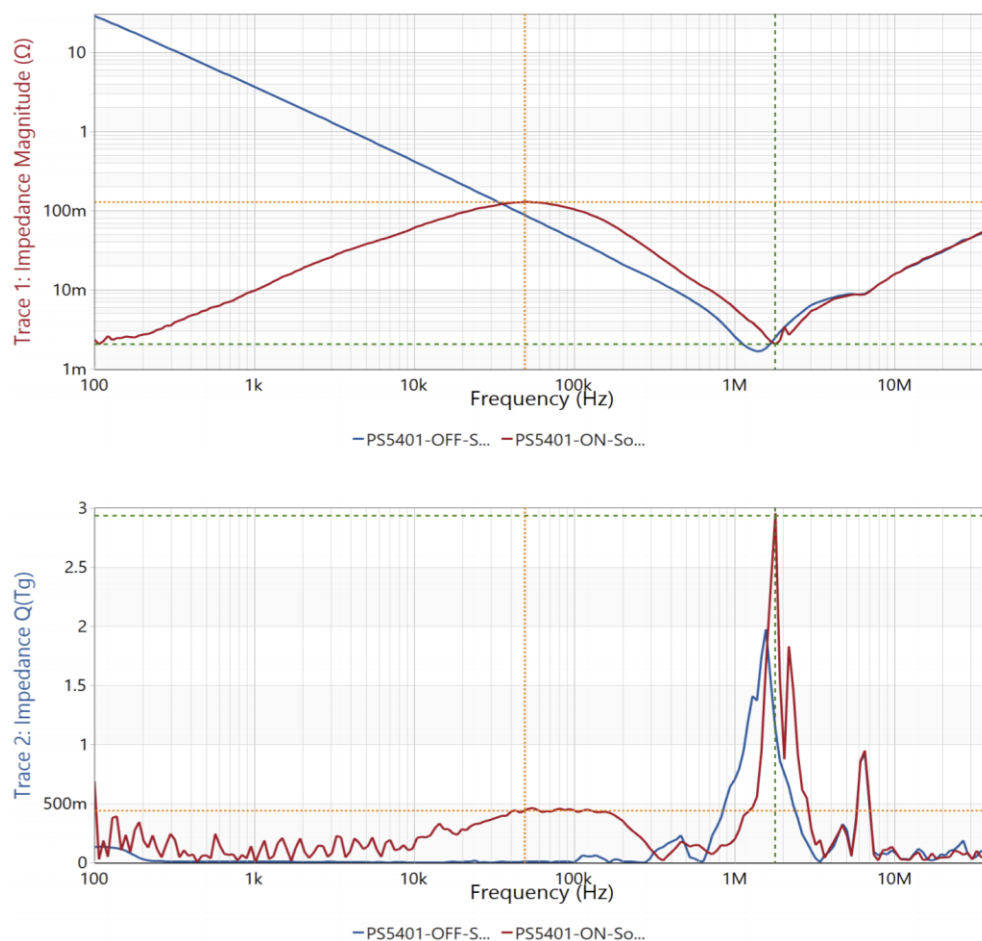 Trace 1: Impedance Magnitude (Ω)
10
1
100m
10m
1m
100 1k 10k 100k 1M 10M
Frequency (Hz)
PS5401-OFF-S... PS5401-ON-So...
Trace 2: Impedance Q(Tg)
3
2.5
2
1.5
1
500m
0
100 1k 10k 100k 1M 10M
Frequency (Hz)
PS5401-OFF-S... PS5401-ON-So...